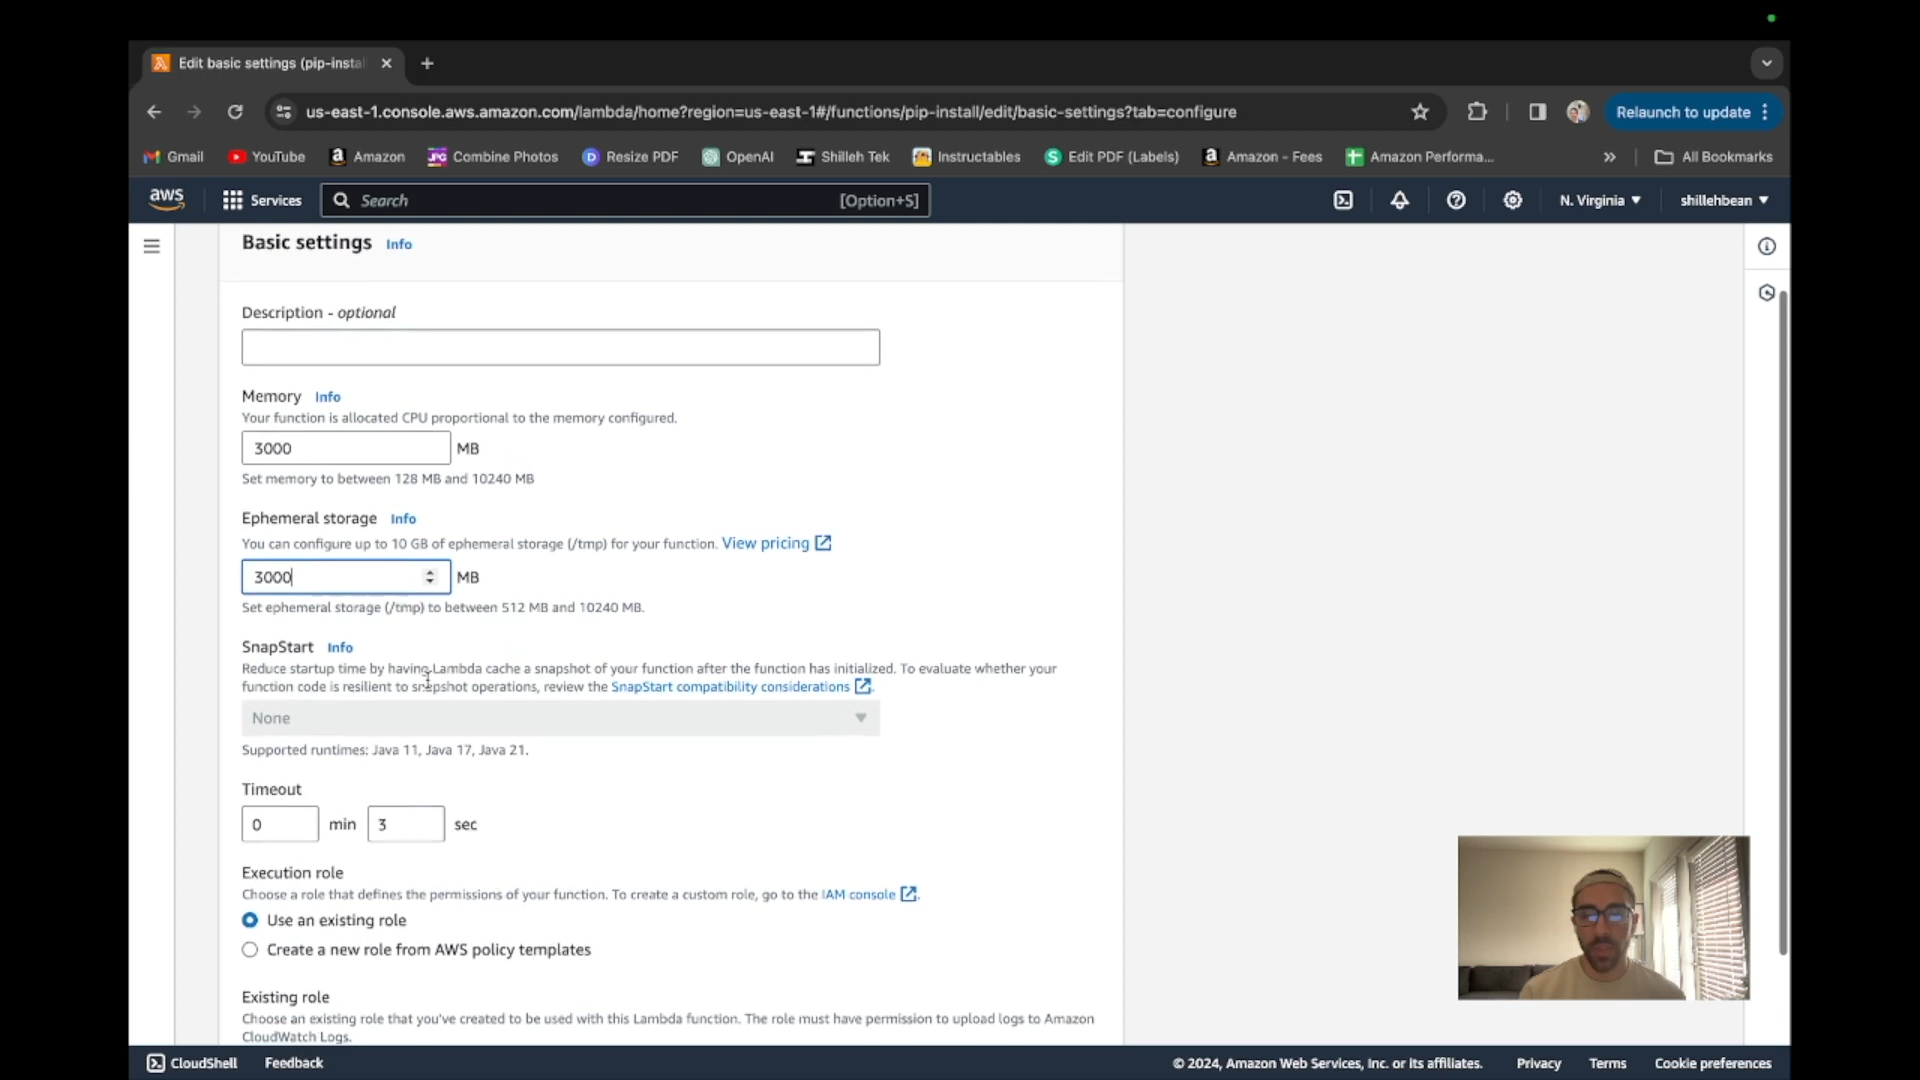 Edit basic settings (pip-insta
us-east-1.console.aws.amazon.com/lambda/home?region=us-east-1#/functions/pip-install/edit/basic-settings?tab=configure
Relaunch to update
Gmail
YouTube
Amazon
JPG
Combine Photos
Resize PDF
OpenAI
Shilleh Tek
Instructables
Edit PDF (Labels)
Amazon - Fees
Amazon Performa...
All Bookmarks
aws
Services
Search
[Option+S]
N. Virginia
shillehbean
Basic settings Info
Description - optional
Memory Info
Your function is allocated CPU proportional to the memory configured.
3000 MB
Set memory to between 128 MB and 10240 MB
Ephemeral storage Info
You can configure up to 10 GB of ephemeral storage (/tmp) for your function. View pricing
3000 MB
Set ephemeral storage (/tmp) to between 512 MB and 10240 MB.
SnapStart Info
Reduce startup time by having Lambda cache a snapshot of your function after the function has initialized. To evaluate whether your
function code is resilient to snapshot operations, review the SnapStart compatibility considerations.
None
Supported runtimes: Java 11, Java 17, Java 21.
Timeout
0 min 3 sec
Execution role
Choose a role that defines the permissions of your function. To create a custom role, go to the IAM console.
Use an existing role
Create a new role from AWS policy templates
Existing role
Choose an existing role that you've created to be used with this Lambda function. The role must have permission to upload logs to Amazon
CloudWatch Logs.
CloudShell
Feedback
© 2024, Amazon Web Services, Inc. or its affiliates.
Privacy
Terms
Cookie preferences